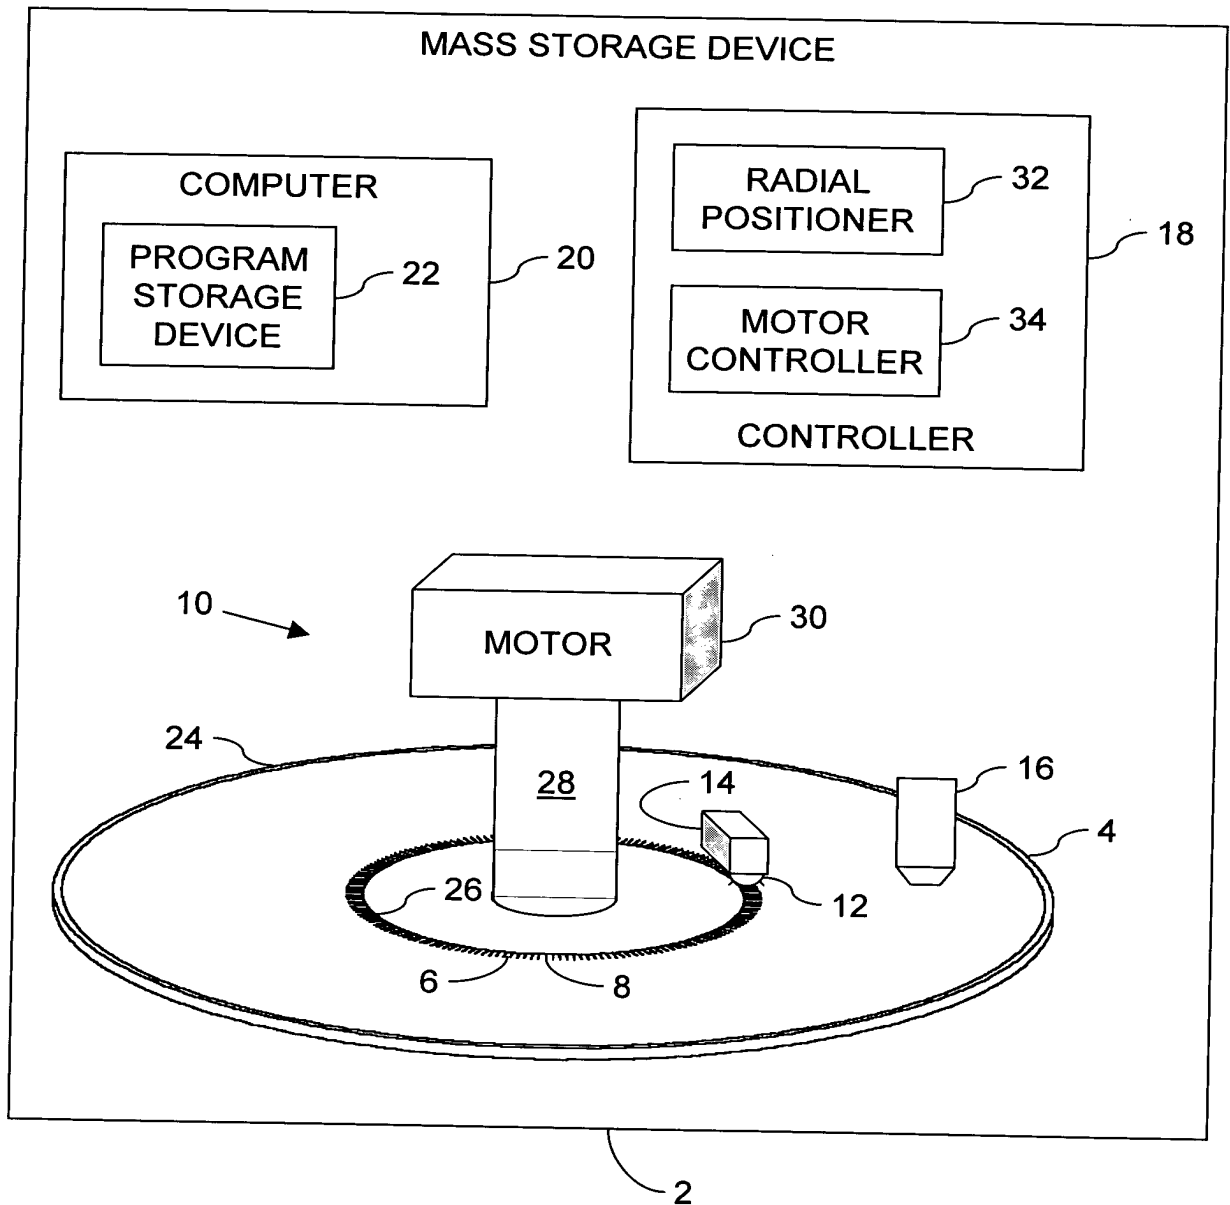 MASS STORAGE DEVICE
COMPUTER
PROGRAM
STORAGE
DEVICE
22
20
RADIAL
POSITIONER
32
18
MOTOR
CONTROLLER
34
CONTROLLER
10
MOTOR
30
24
28
14
16
4
26
12
6
8
2